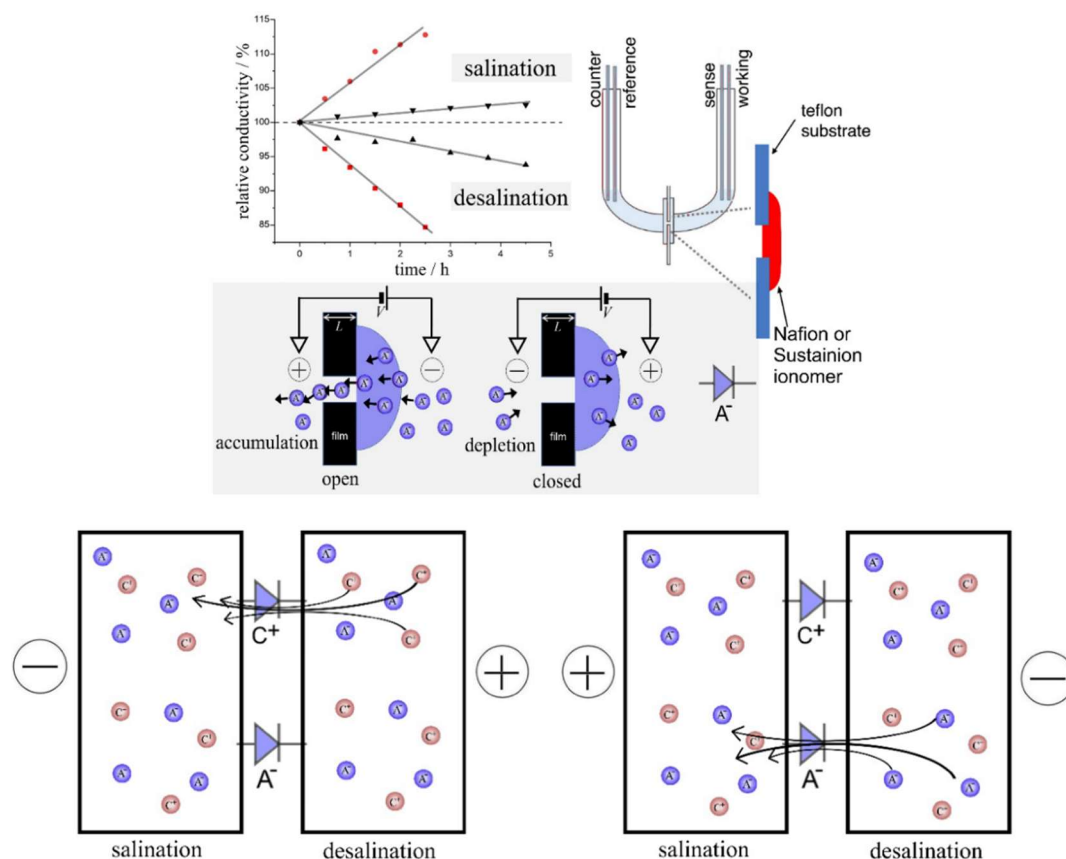 115
110
105
100
95
90
85
0 1 2 3 4 5
relative conductivity / %
time / h
salination
desalination
counter
reference
sense
working
teflon
substrate
Nafion or
Sustainion
ionomer
V
L
+
−
A⁻
film
accumulation
open
V
L
−
+
A⁻
film
depletion
closed
A⁻
−
C⁺
A⁻
+
salination
desalination
+
C⁺
A⁻
−
salination
desalination